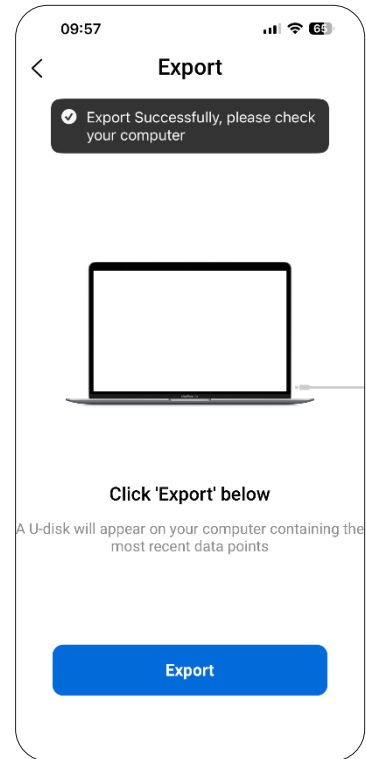 09:57
65
Export
Export Successfully, please check
your computer
Click 'Export' below
A U-disk will appear on your computer containing the
most recent data points
Export